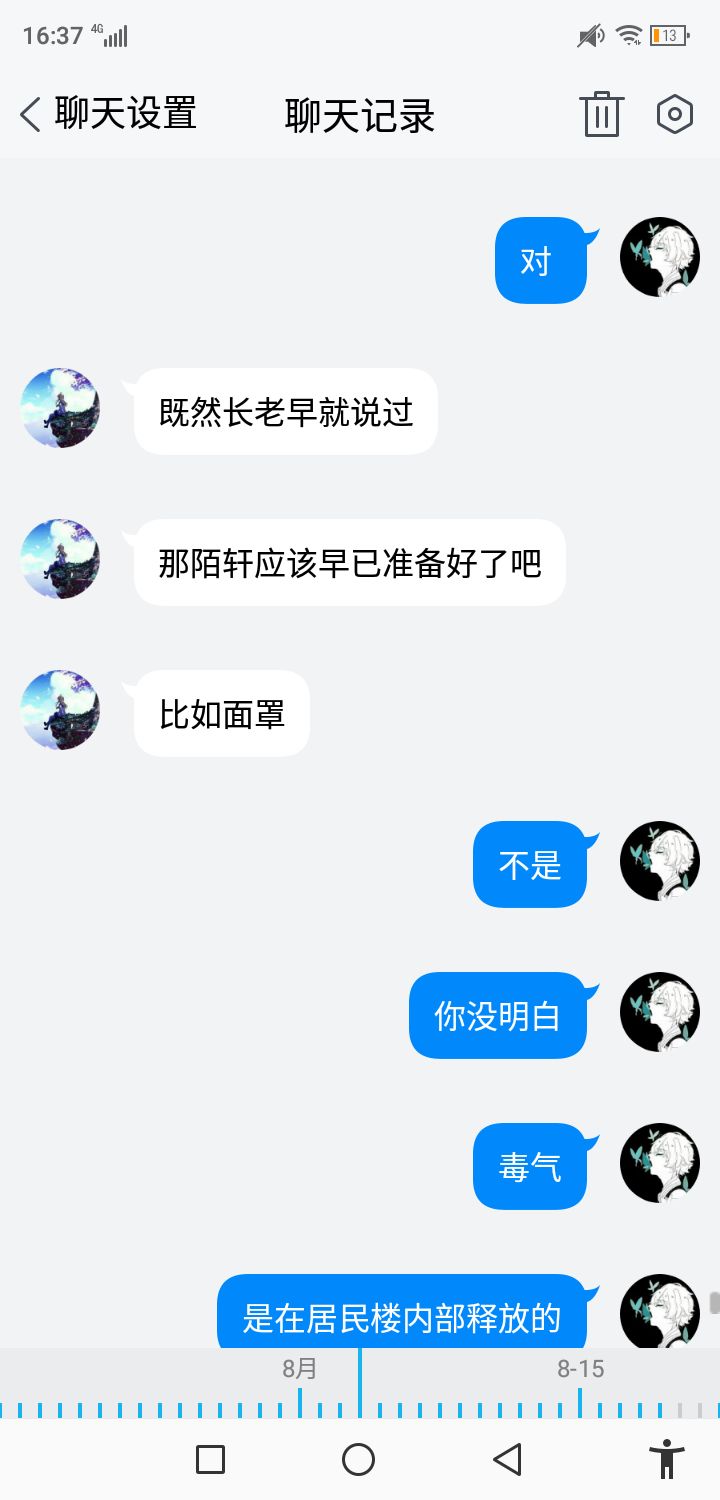 16:37 4G 13
聊天设置 聊天记录
对
既然长老早就说过
那陌轩应该早已准备好了吧
比如面罩
不是
你没明白
毒气
是在居民楼内部释放的
8月 8-15